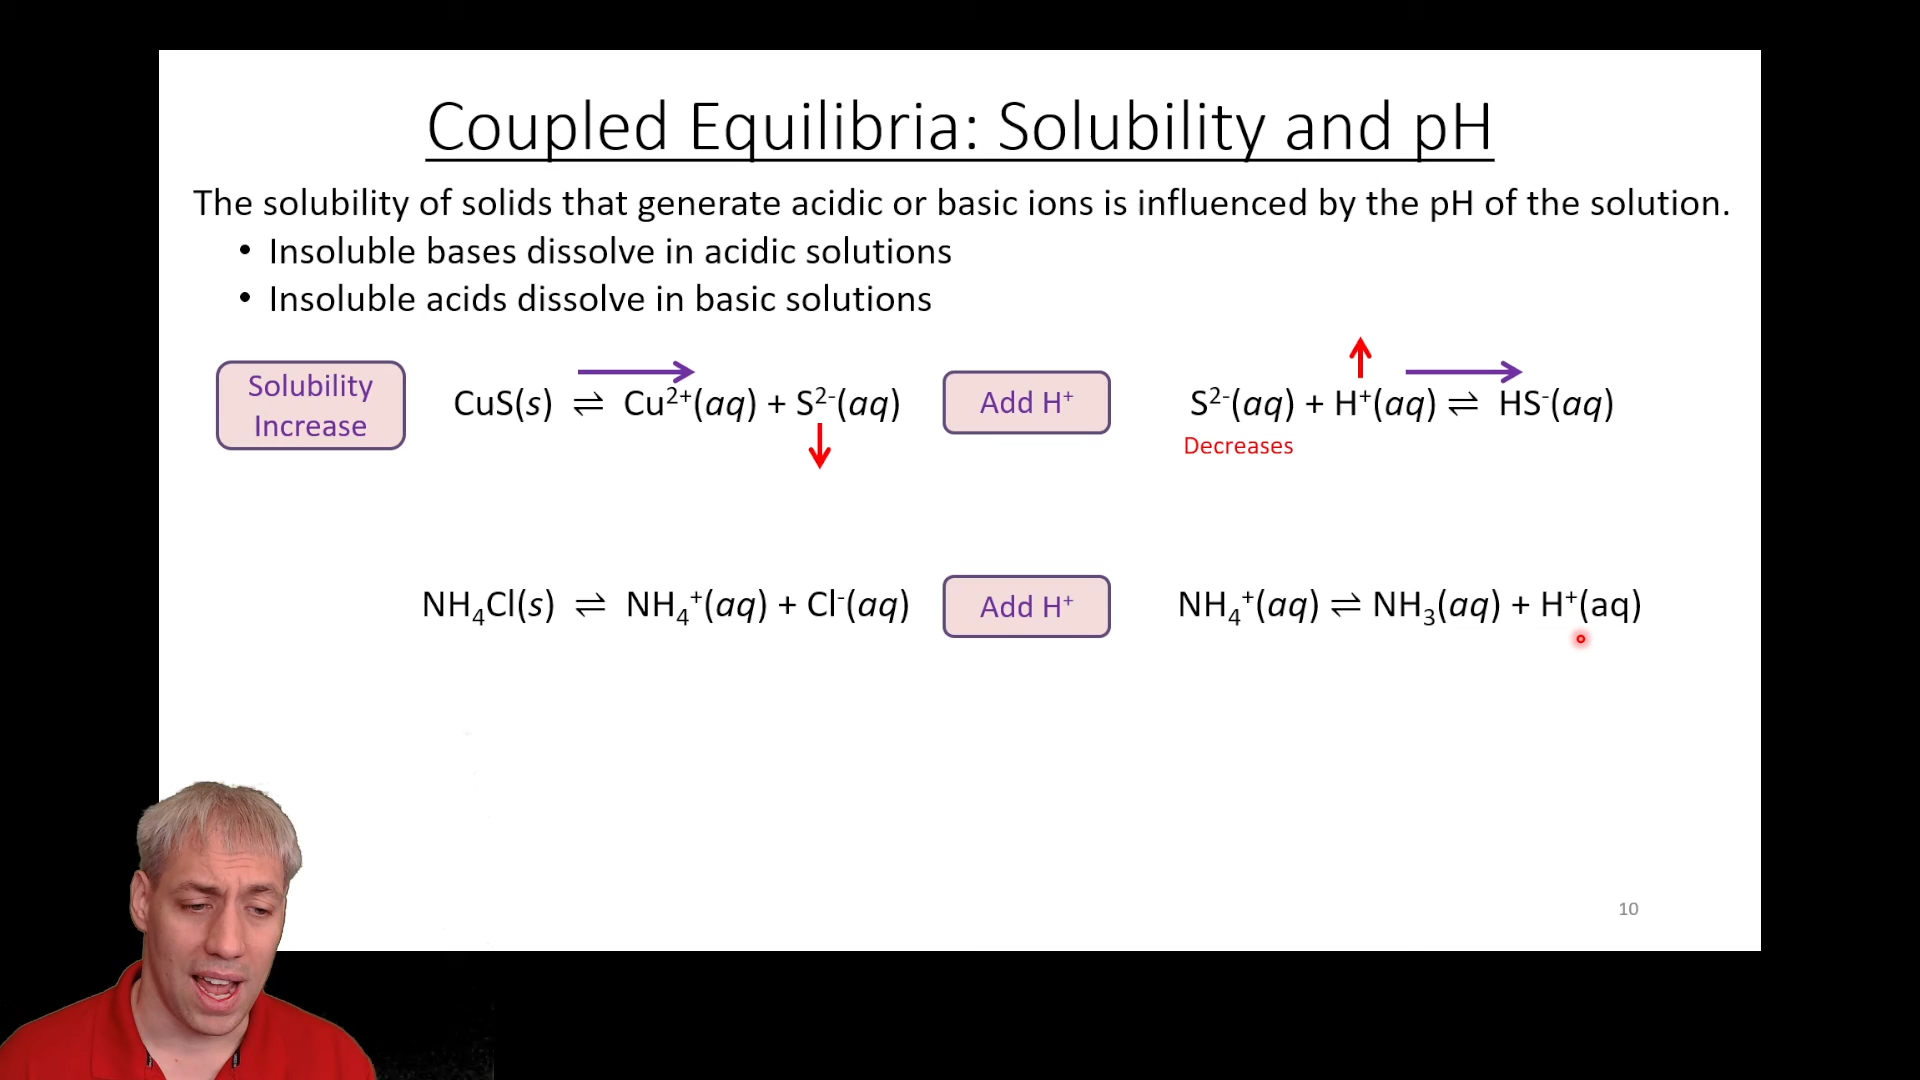 Coupled Equilibria: Solubility and pH
The solubility of solids that generate acidic or basic ions is influenced by the pH of the solution.
• Insoluble bases dissolve in acidic solutions
• Insoluble acids dissolve in basic solutions
Solubility
Increase
CuS(s) ⇌ Cu²⁺(aq) + S²⁻(aq)
Add H⁺
S²⁻(aq) + H⁺(aq) ⇌ HS⁻(aq)
Decreases
NH₄Cl(s) ⇌ NH₄⁺(aq) + Cl⁻(aq)
Add H⁺
NH₄⁺(aq) ⇌ NH₃(aq) + H⁺(aq)
10